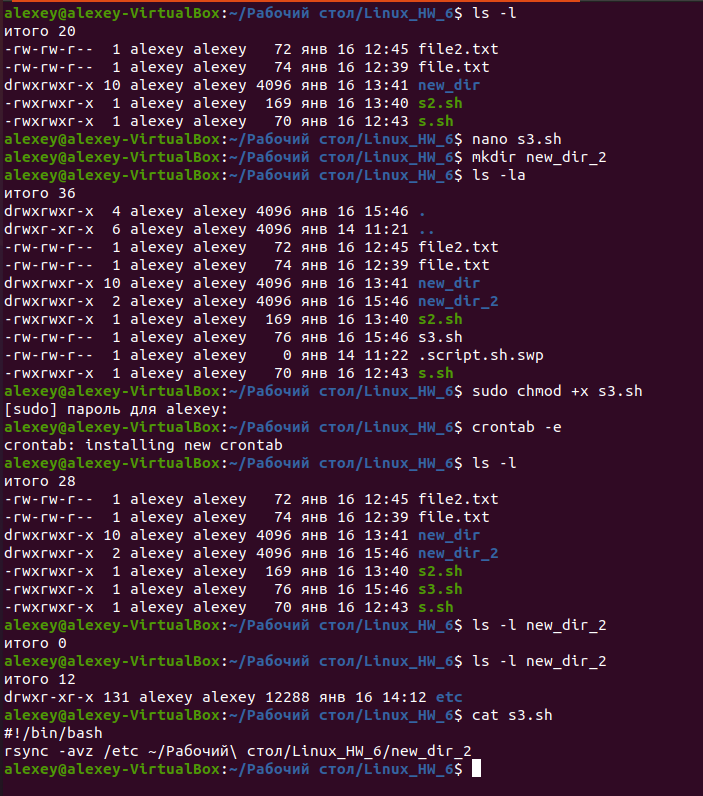 alexey@alexey-VirtualBox:~/Рабочий стол/Linux_HW_6$ ls -l
итого 20
-rw-rw-r--  1 alexey alexey   72 янв 16 12:45 file2.txt
-rw-rw-r--  1 alexey alexey   74 янв 16 12:39 file.txt
drwxrwxr-x 10 alexey alexey 4096 янв 16 13:41 new_dir
-rwxrwxr-x  1 alexey alexey  169 янв 16 13:40 s2.sh
-rwxrwxr-x  1 alexey alexey   70 янв 16 12:43 s.sh
alexey@alexey-VirtualBox:~/Рабочий стол/Linux_HW_6$ nano s3.sh
alexey@alexey-VirtualBox:~/Рабочий стол/Linux_HW_6$ mkdir new_dir_2
alexey@alexey-VirtualBox:~/Рабочий стол/Linux_HW_6$ ls -la
итого 36
drwxrwxr-x  4 alexey alexey 4096 янв 16 15:46 .
drwxr-xr-x  6 alexey alexey 4096 янв 14 11:21 ..
-rw-rw-r--  1 alexey alexey   72 янв 16 12:45 file2.txt
-rw-rw-r--  1 alexey alexey   74 янв 16 12:39 file.txt
drwxrwxr-x 10 alexey alexey 4096 янв 16 13:41 new_dir
drwxrwxr-x  2 alexey alexey 4096 янв 16 15:46 new_dir_2
-rwxrwxr-x  1 alexey alexey  169 янв 16 13:40 s2.sh
-rw-rw-r--  1 alexey alexey   76 янв 16 15:46 s3.sh
-rw-rw-r--  1 alexey alexey    0 янв 14 11:22 .script.sh.swp
-rwxrwxr-x  1 alexey alexey   70 янв 16 12:43 s.sh
alexey@alexey-VirtualBox:~/Рабочий стол/Linux_HW_6$ sudo chmod +x s3.sh
[sudo] пароль для alexey:
alexey@alexey-VirtualBox:~/Рабочий стол/Linux_HW_6$ crontab -e
crontab: installing new crontab
alexey@alexey-VirtualBox:~/Рабочий стол/Linux_HW_6$ ls -l
итого 28
-rw-rw-r--  1 alexey alexey   72 янв 16 12:45 file2.txt
-rw-rw-r--  1 alexey alexey   74 янв 16 12:39 file.txt
drwxrwxr-x 10 alexey alexey 4096 янв 16 13:41 new_dir
drwxrwxr-x  2 alexey alexey 4096 янв 16 15:46 new_dir_2
-rwxrwxr-x  1 alexey alexey  169 янв 16 13:40 s2.sh
-rwxrwxr-x  1 alexey alexey   76 янв 16 15:46 s3.sh
-rwxrwxr-x  1 alexey alexey   70 янв 16 12:43 s.sh
alexey@alexey-VirtualBox:~/Рабочий стол/Linux_HW_6$ ls -l new_dir_2
итого 0
alexey@alexey-VirtualBox:~/Рабочий стол/Linux_HW_6$ ls -l new_dir_2
итого 12
drwxr-xr-x 131 alexey alexey 12288 янв 16 14:12 etc
alexey@alexey-VirtualBox:~/Рабочий стол/Linux_HW_6$ cat s3.sh
#!/bin/bash
rsync -avz /etc ~/Рабочий\ стол/Linux_HW_6/new_dir_2
alexey@alexey-VirtualBox:~/Рабочий стол/Linux_HW_6$